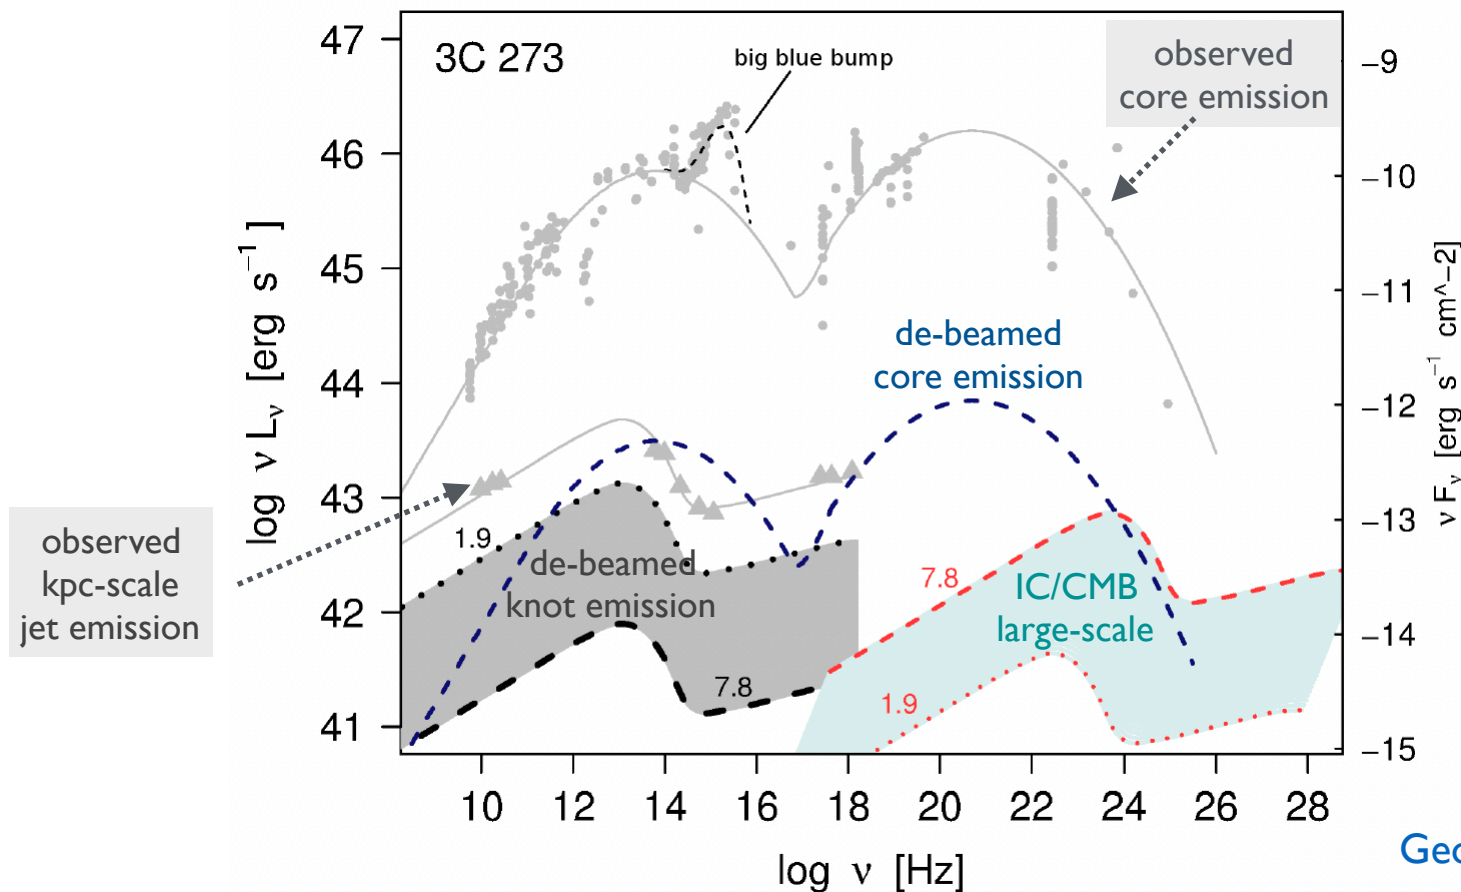 3C 273
big blue bump
observed
core emission
de-beamed
core emission
observed
kpc-scale
jet emission
1.9
de-beamed
knot emission
7.8
7.8
IC/CMB
large-scale
1.9
log ν Lν [erg s−1 ]
47
46
45
44
43
42
41
−9
−10
−11
−12
−13
−14
−15
ν Fν [erg s−1 cm^−2]
10 12 14 16 18 20 22 24 26 28
log ν [Hz]